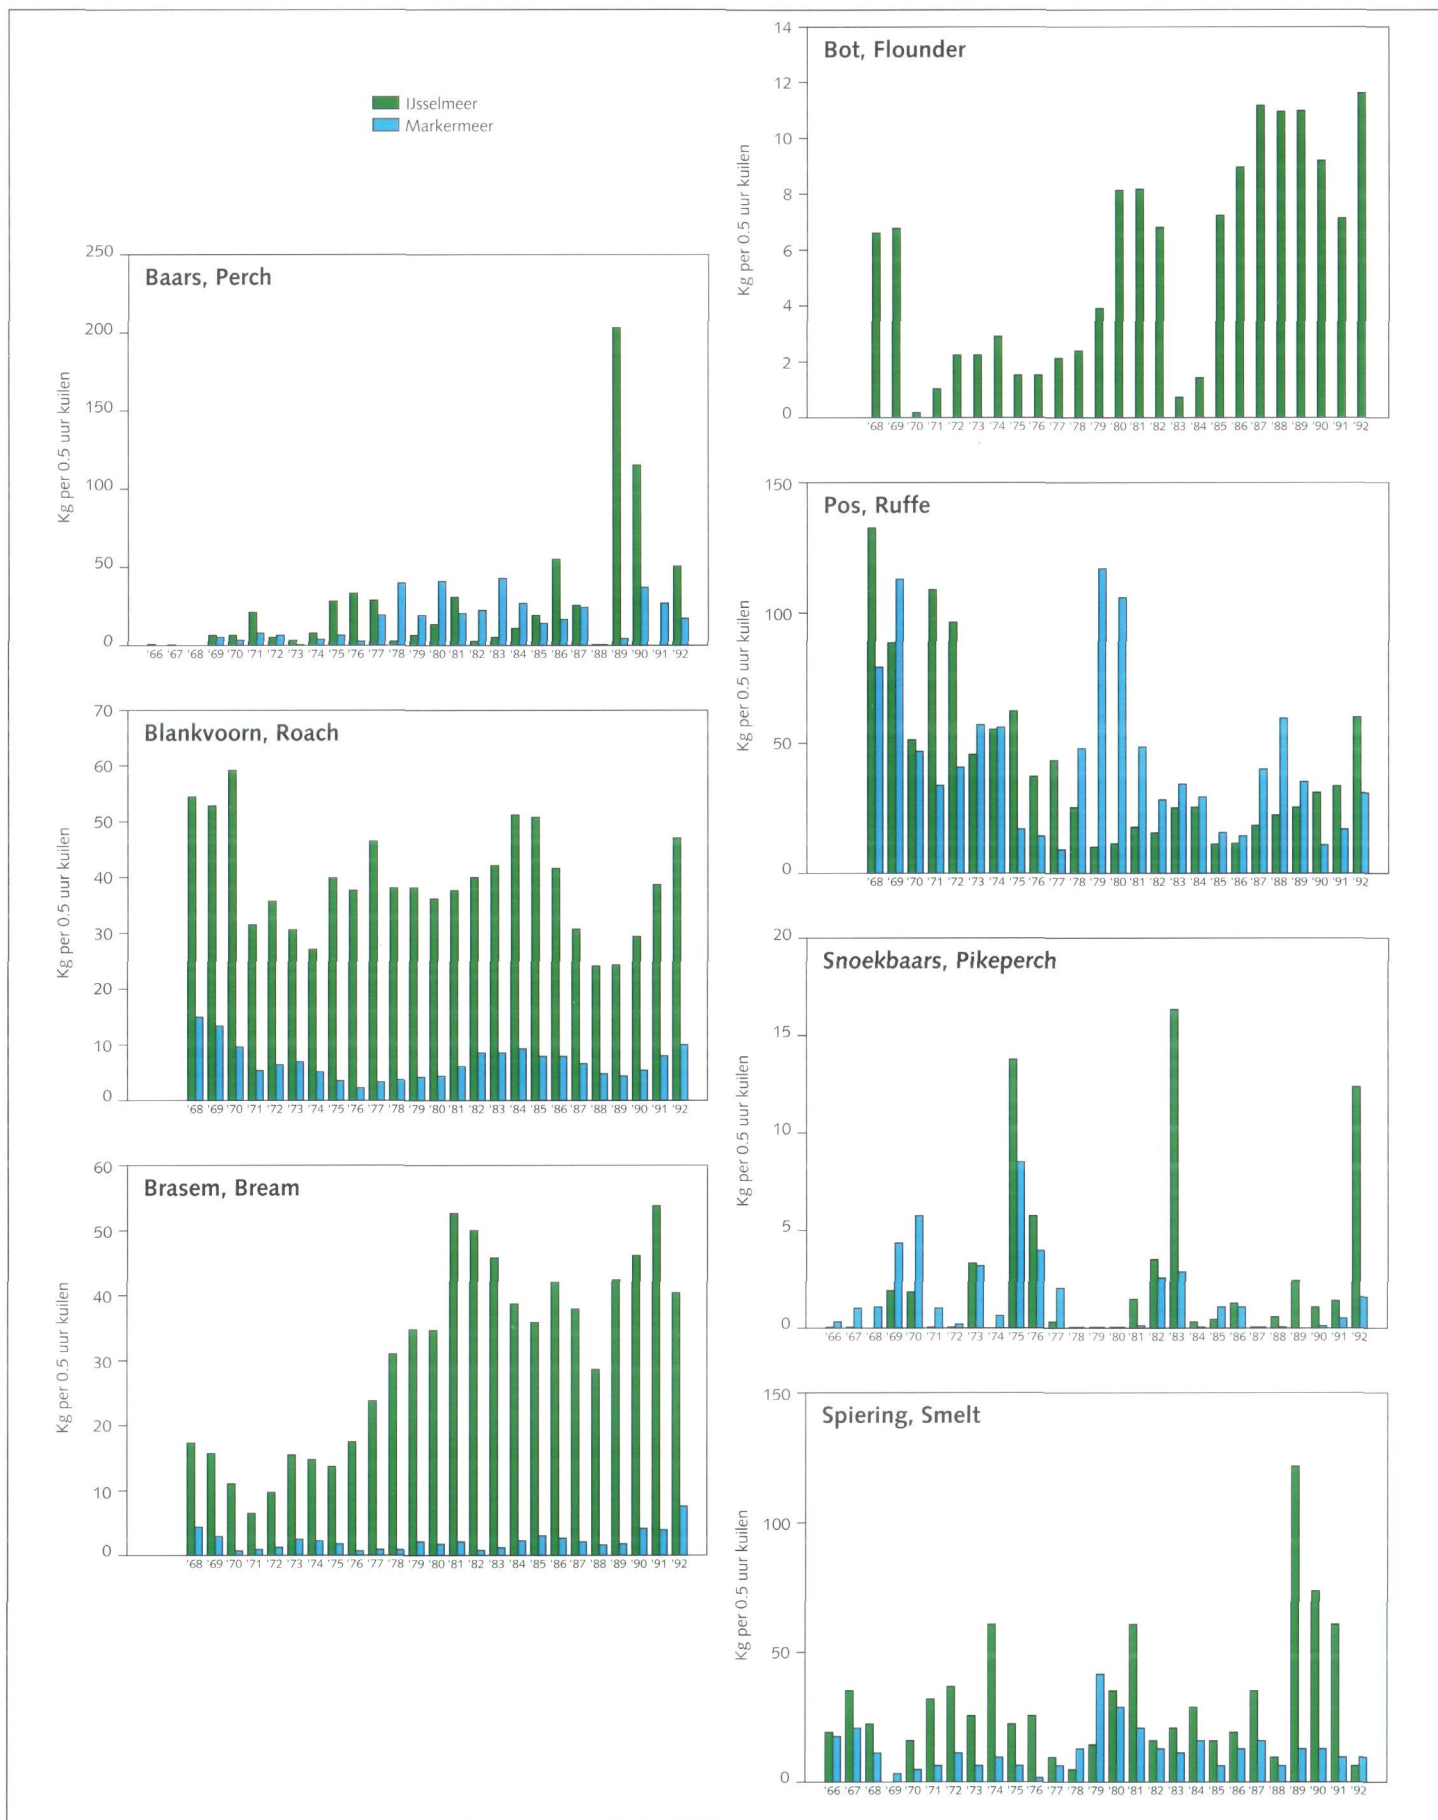 IJsselmeer
Markermeer
Baars, Perch
Kg per 0.5 uur kuilen
250
200
150
100
50
0
'66 '67 '68 '69 '70 '71 '72 '73 '74 '75 '76 '77 '78 '79 '80 '81 '82 '83 '84 '85 '86 '87 '88 '89 '90 '91 '92
Blankvoorn, Roach
Kg per 0.5 uur kuilen
70
60
50
40
30
20
10
0
'68 '69 '70 '71 '72 '73 '74 '75 '76 '77 '78 '79 '80 '81 '82 '83 '84 '85 '86 '87 '88 '89 '90 '91 '92
Brasem, Bream
Kg per 0.5 uur kuilen
60
50
40
30
20
10
0
'68 '69 '70 '71 '72 '73 '74 '75 '76 '77 '78 '79 '80 '81 '82 '83 '84 '85 '86 '87 '88 '89 '90 '91 '92
Bot, Flounder
Kg per 0.5 uur kuilen
14
12
10
8
6
4
2
0
'68 '69 '70 '71 '72 '73 '74 '75 '76 '77 '78 '79 '80 '81 '82 '83 '84 '85 '86 '87 '88 '89 '90 '91 '92
Pos, Ruffe
Kg per 0.5 uur kuilen
150
100
50
0
'68 '69 '70 '71 '72 '73 '74 '75 '76 '77 '78 '79 '80 '81 '82 '83 '84 '85 '86 '87 '88 '89 '90 '91 '92
Snoekbaars, Pikeperch
Kg per 0.5 uur kuilen
20
15
10
5
0
'66 '67 '68 '69 '70 '71 '72 '73 '74 '75 '76 '77 '78 '79 '80 '81 '82 '83 '84 '85 '86 '87 '88 '89 '90 '91 '92
Spiering, Smelt
Kg per 0.5 uur kuilen
150
100
50
0
'66 '67 '68 '69 '70 '71 '72 '73 '74 '75 '76 '77 '78 '79 '80 '81 '82 '83 '84 '85 '86 '87 '88 '89 '90 '91 '92